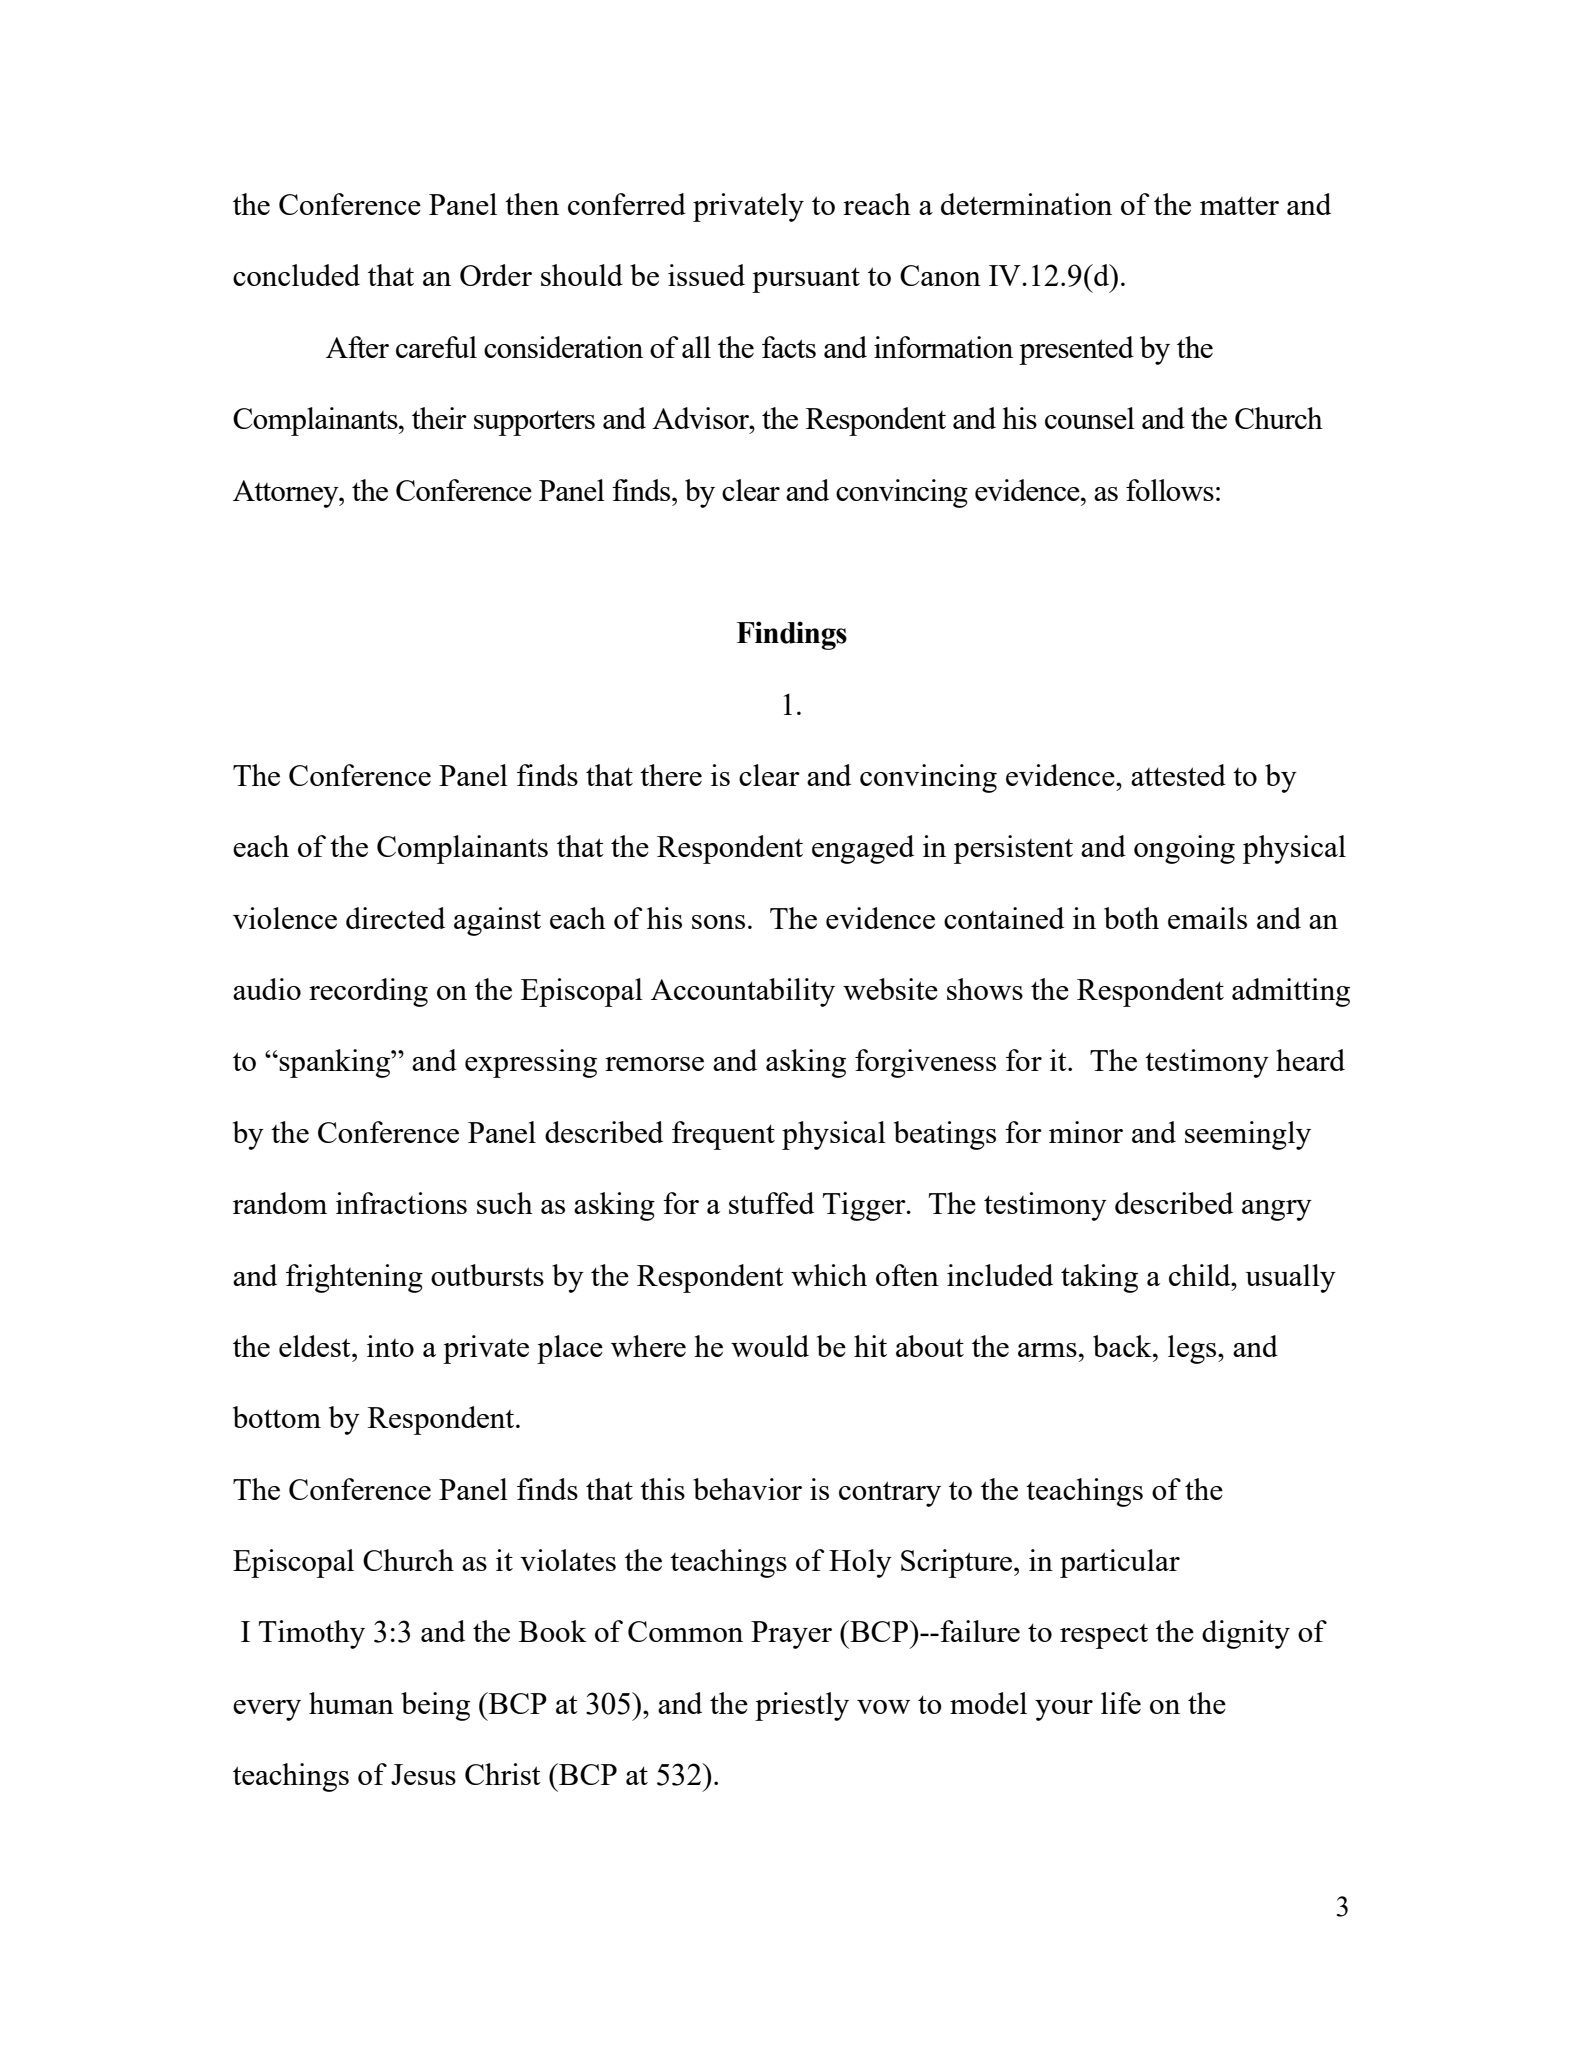 the Conference Panel then conferred privately to reach a determination of the matter and
concluded that an Order should be issued pursuant to Canon IV.12.9(d).
After careful consideration of all the facts and information presented by the
Complainants, their supporters and Advisor, the Respondent and his counsel and the Church
Attorney, the Conference Panel finds, by clear and convincing evidence, as follows:
Findings
1.
The Conference Panel finds that there is clear and convincing evidence, attested to by
each of the Complainants that the Respondent engaged in persistent and ongoing physical
violence directed against each of his sons.  The evidence contained in both emails and an
audio recording on the Episcopal Accountability website shows the Respondent admitting
to “spanking” and expressing remorse and asking forgiveness for it.  The testimony heard
by the Conference Panel described frequent physical beatings for minor and seemingly
random infractions such as asking for a stuffed Tigger.  The testimony described angry
and frightening outbursts by the Respondent which often included taking a child, usually
the eldest, into a private place where he would be hit about the arms, back, legs, and
bottom by Respondent.
The Conference Panel finds that this behavior is contrary to the teachings of the
Episcopal Church as it violates the teachings of Holy Scripture, in particular
I Timothy 3:3 and the Book of Common Prayer (BCP)--failure to respect the dignity of
every human being (BCP at 305), and the priestly vow to model your life on the
teachings of Jesus Christ (BCP at 532).
3